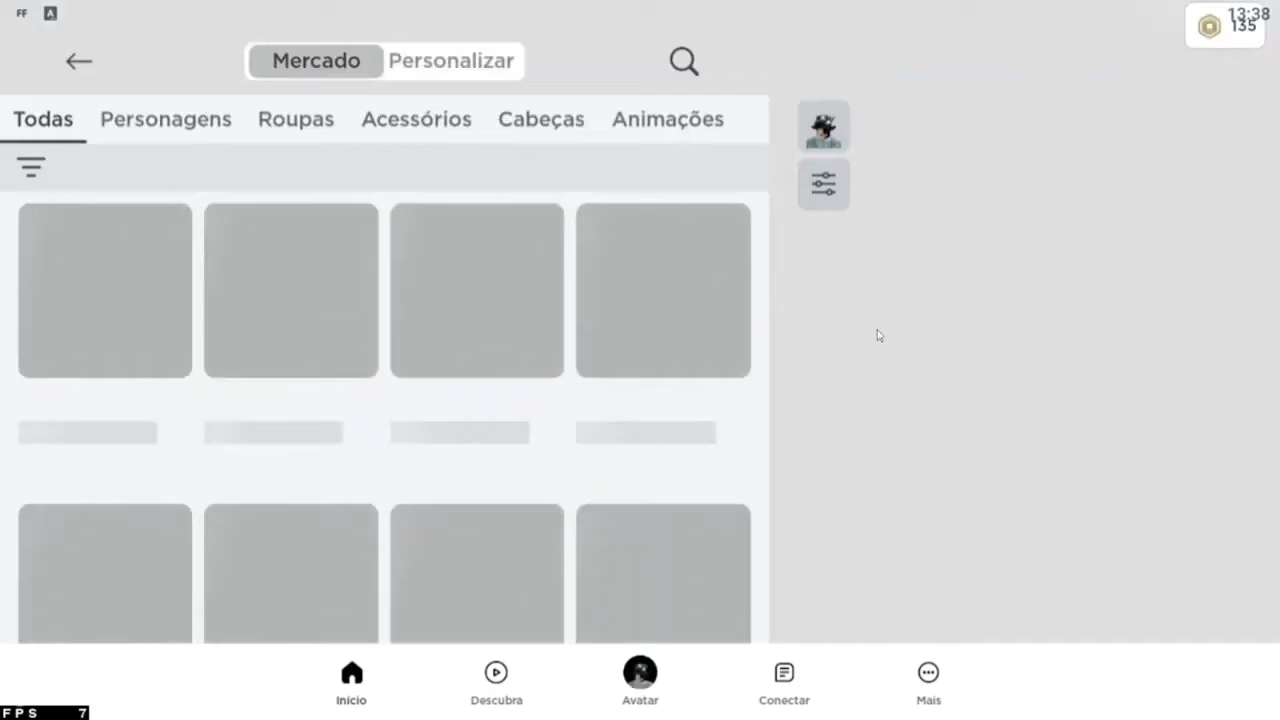 FF A
13:38
135
Mercado Personalizar
Todas Personagens Roupas Acessórios Cabeças Animações
Início Descubra Avatar Conectar Mais
FPS 7